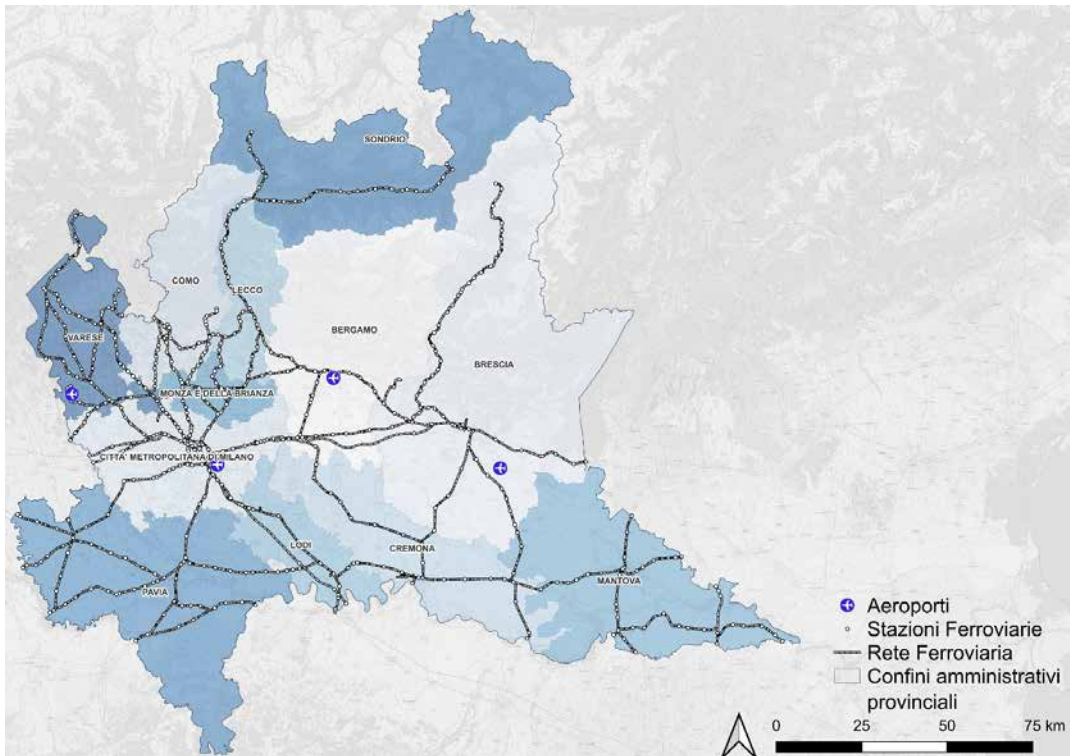 SONDRIO
COMO
LECCO
VARESE
BERGAMO
BRESCIA
MONZA E DELLA BRIANZA
CITTA' METROPOLITANA DI MILANO
LODI
CREMONA
PAVIA
MANTOVA
Aeroporti
Stazioni Ferroviarie
Rete Ferroviaria
Confini amministrativi
provinciali
0 25 50 75 km